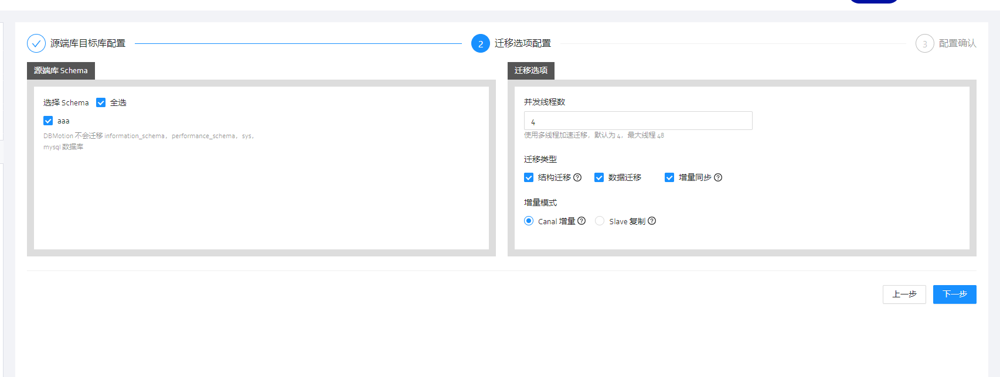 源端库目标库配置
2 迁移选项配置
3 配置确认
源端库 Schema
选择 Schema 全选
aaa
DBMotion 不会迁移 information_schema，performance_schema，sys，
mysql 数据库
迁移选项
并发线程数
4
使用多线程加速迁移，默认为 4，最大线程 48
迁移类型
结构迁移 ? 数据迁移 增量同步 ?
增量模式
Canal 增量 ? Slave 复制 ?
上一步 下一步